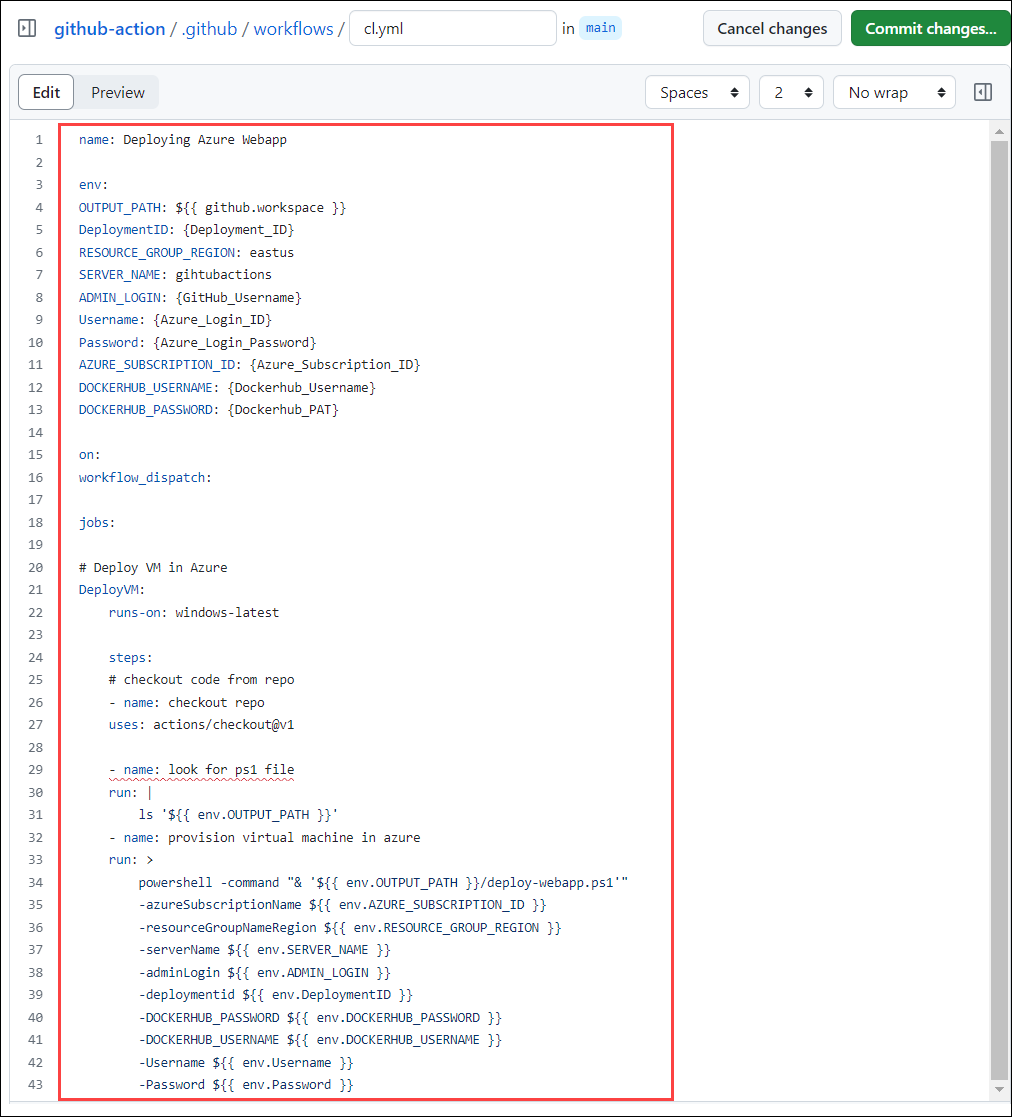 github-action / .github / workflows / cl.yml in main Cancel changes Commit changes...
Edit Preview Spaces 2 No wrap
1 name: Deploying Azure Webapp
2
3 env:
4 OUTPUT_PATH: ${{ github.workspace }}
5 DeploymentID: {Deployment_ID}
6 RESOURCE_GROUP_REGION: eastus
7 SERVER_NAME: gihtubactions
8 ADMIN_LOGIN: {GitHub_Username}
9 Username: {Azure_Login_ID}
10 Password: {Azure_Login_Password}
11 AZURE_SUBSCRIPTION_ID: {Azure_Subscription_ID}
12 DOCKERHUB_USERNAME: {Dockerhub_Username}
13 DOCKERHUB_PASSWORD: {Dockerhub_PAT}
14
15 on:
16 workflow_dispatch:
17
18 jobs:
19
20 # Deploy VM in Azure
21 DeployVM:
22 runs-on: windows-latest
23
24 steps:
25 # checkout code from repo
26 - name: checkout repo
27 uses: actions/checkout@v1
28
29 - name: look for ps1 file
30 run: |
31 ls '${{ env.OUTPUT_PATH }}'
32 - name: provision virtual machine in azure
33 run: >
34 powershell -command "& '${{ env.OUTPUT_PATH }}/deploy-webapp.ps1'"
35 -azureSubscriptionName ${{ env.AZURE_SUBSCRIPTION_ID }}
36 -resourceGroupNameRegion ${{ env.RESOURCE_GROUP_REGION }}
37 -serverName ${{ env.SERVER_NAME }}
38 -adminLogin ${{ env.ADMIN_LOGIN }}
39 -deploymentid ${{ env.DeploymentID }}
40 -DOCKERHUB_PASSWORD ${{ env.DOCKERHUB_PASSWORD }}
41 -DOCKERHUB_USERNAME ${{ env.DOCKERHUB_USERNAME }}
42 -Username ${{ env.Username }}
43 -Password ${{ env.Password }}